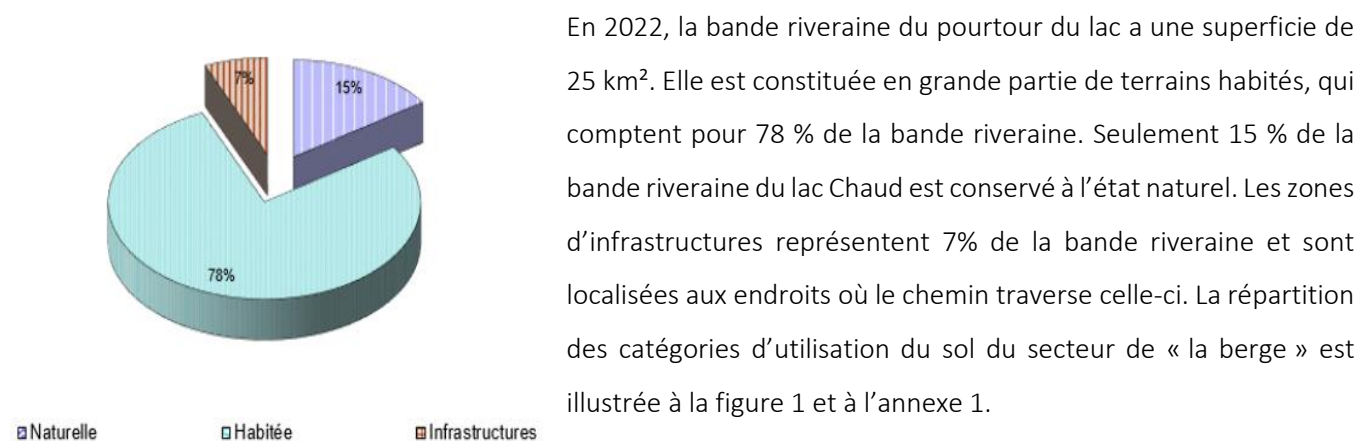 7%
15%
78%
Naturelle
Habitée
Infrastructures
En 2022, la bande riveraine du pourtour du lac a une superficie de
25 km². Elle est constituée en grande partie de terrains habités, qui
comptent pour 78 % de la bande riveraine. Seulement 15 % de la
bande riveraine du lac Chaud est conservé à l’état naturel. Les zones
d’infrastructures représentent 7% de la bande riveraine et sont
localisées aux endroits où le chemin traverse celle-ci. La répartition
des catégories d’utilisation du sol du secteur de « la berge » est
illustrée à la figure 1 et à l’annexe 1.